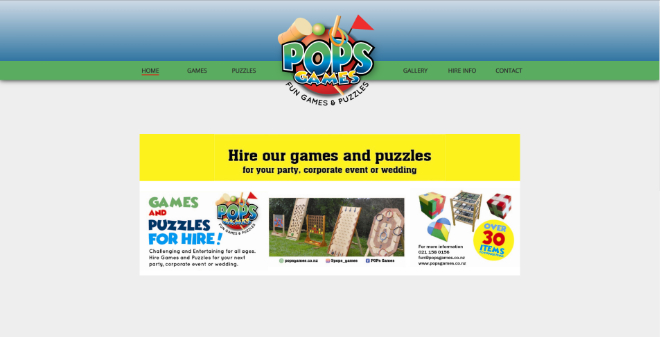 POPS
GAMES
FUN GAMES & PUZZLES
HOME GAMES PUZZLES GALLERY HIRE INFO CONTACT
Hire our games and puzzles
for your party, corporate event or wedding
GAMES
AND
PUZZLES
FOR HIRE!
Challenging and Entertaining for all ages.
Hire Games and Puzzles for your next
party, corporate event or wedding.
POPS
GAMES
popsgames.co.nz @pops_games POPs Games
For more information
021 158 0156
fun@popsgames.co.nz
www.popsgames.co.nz
OVER
30
ITEMS